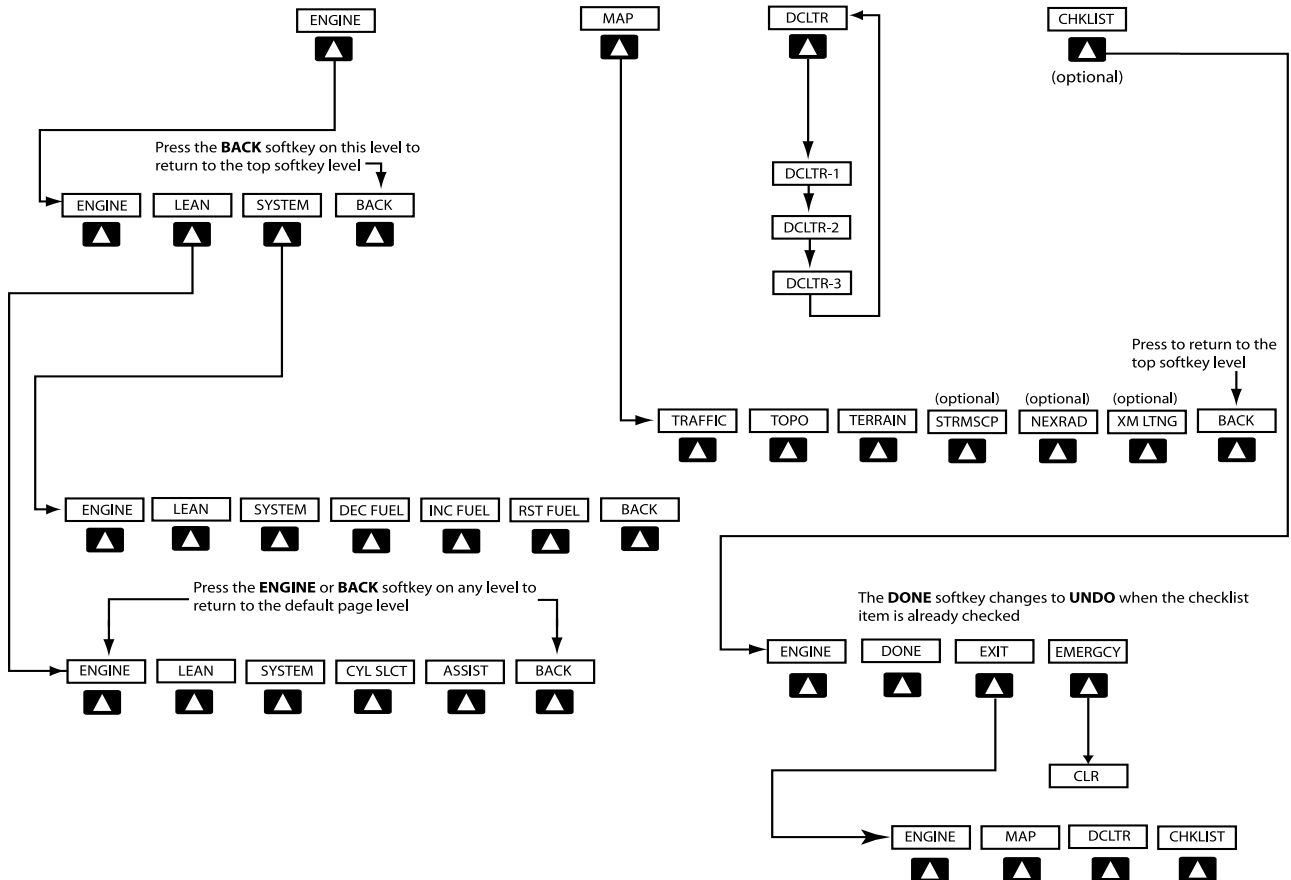 ENGINE
MAP
DCLTR
CHKLIST
(optional)
Press the BACK softkey on this level to
return to the top softkey level
ENGINE
LEAN
SYSTEM
BACK
DCLTR-1
DCLTR-2
DCLTR-3
Press to return to the
top softkey level
(optional)
(optional)
(optional)
TRAFFIC
TOPO
TERRAIN
STRMSCP
NEXRAD
XM LTNG
BACK
ENGINE
LEAN
SYSTEM
DEC FUEL
INC FUEL
RST FUEL
BACK
Press the ENGINE or BACK softkey on any level to
return to the default page level
ENGINE
LEAN
SYSTEM
CYL SLCT
ASSIST
BACK
The DONE softkey changes to UNDO when the checklist
item is already checked
ENGINE
DONE
EXIT
EMERGCY
CLR
ENGINE
MAP
DCLTR
CHKLIST